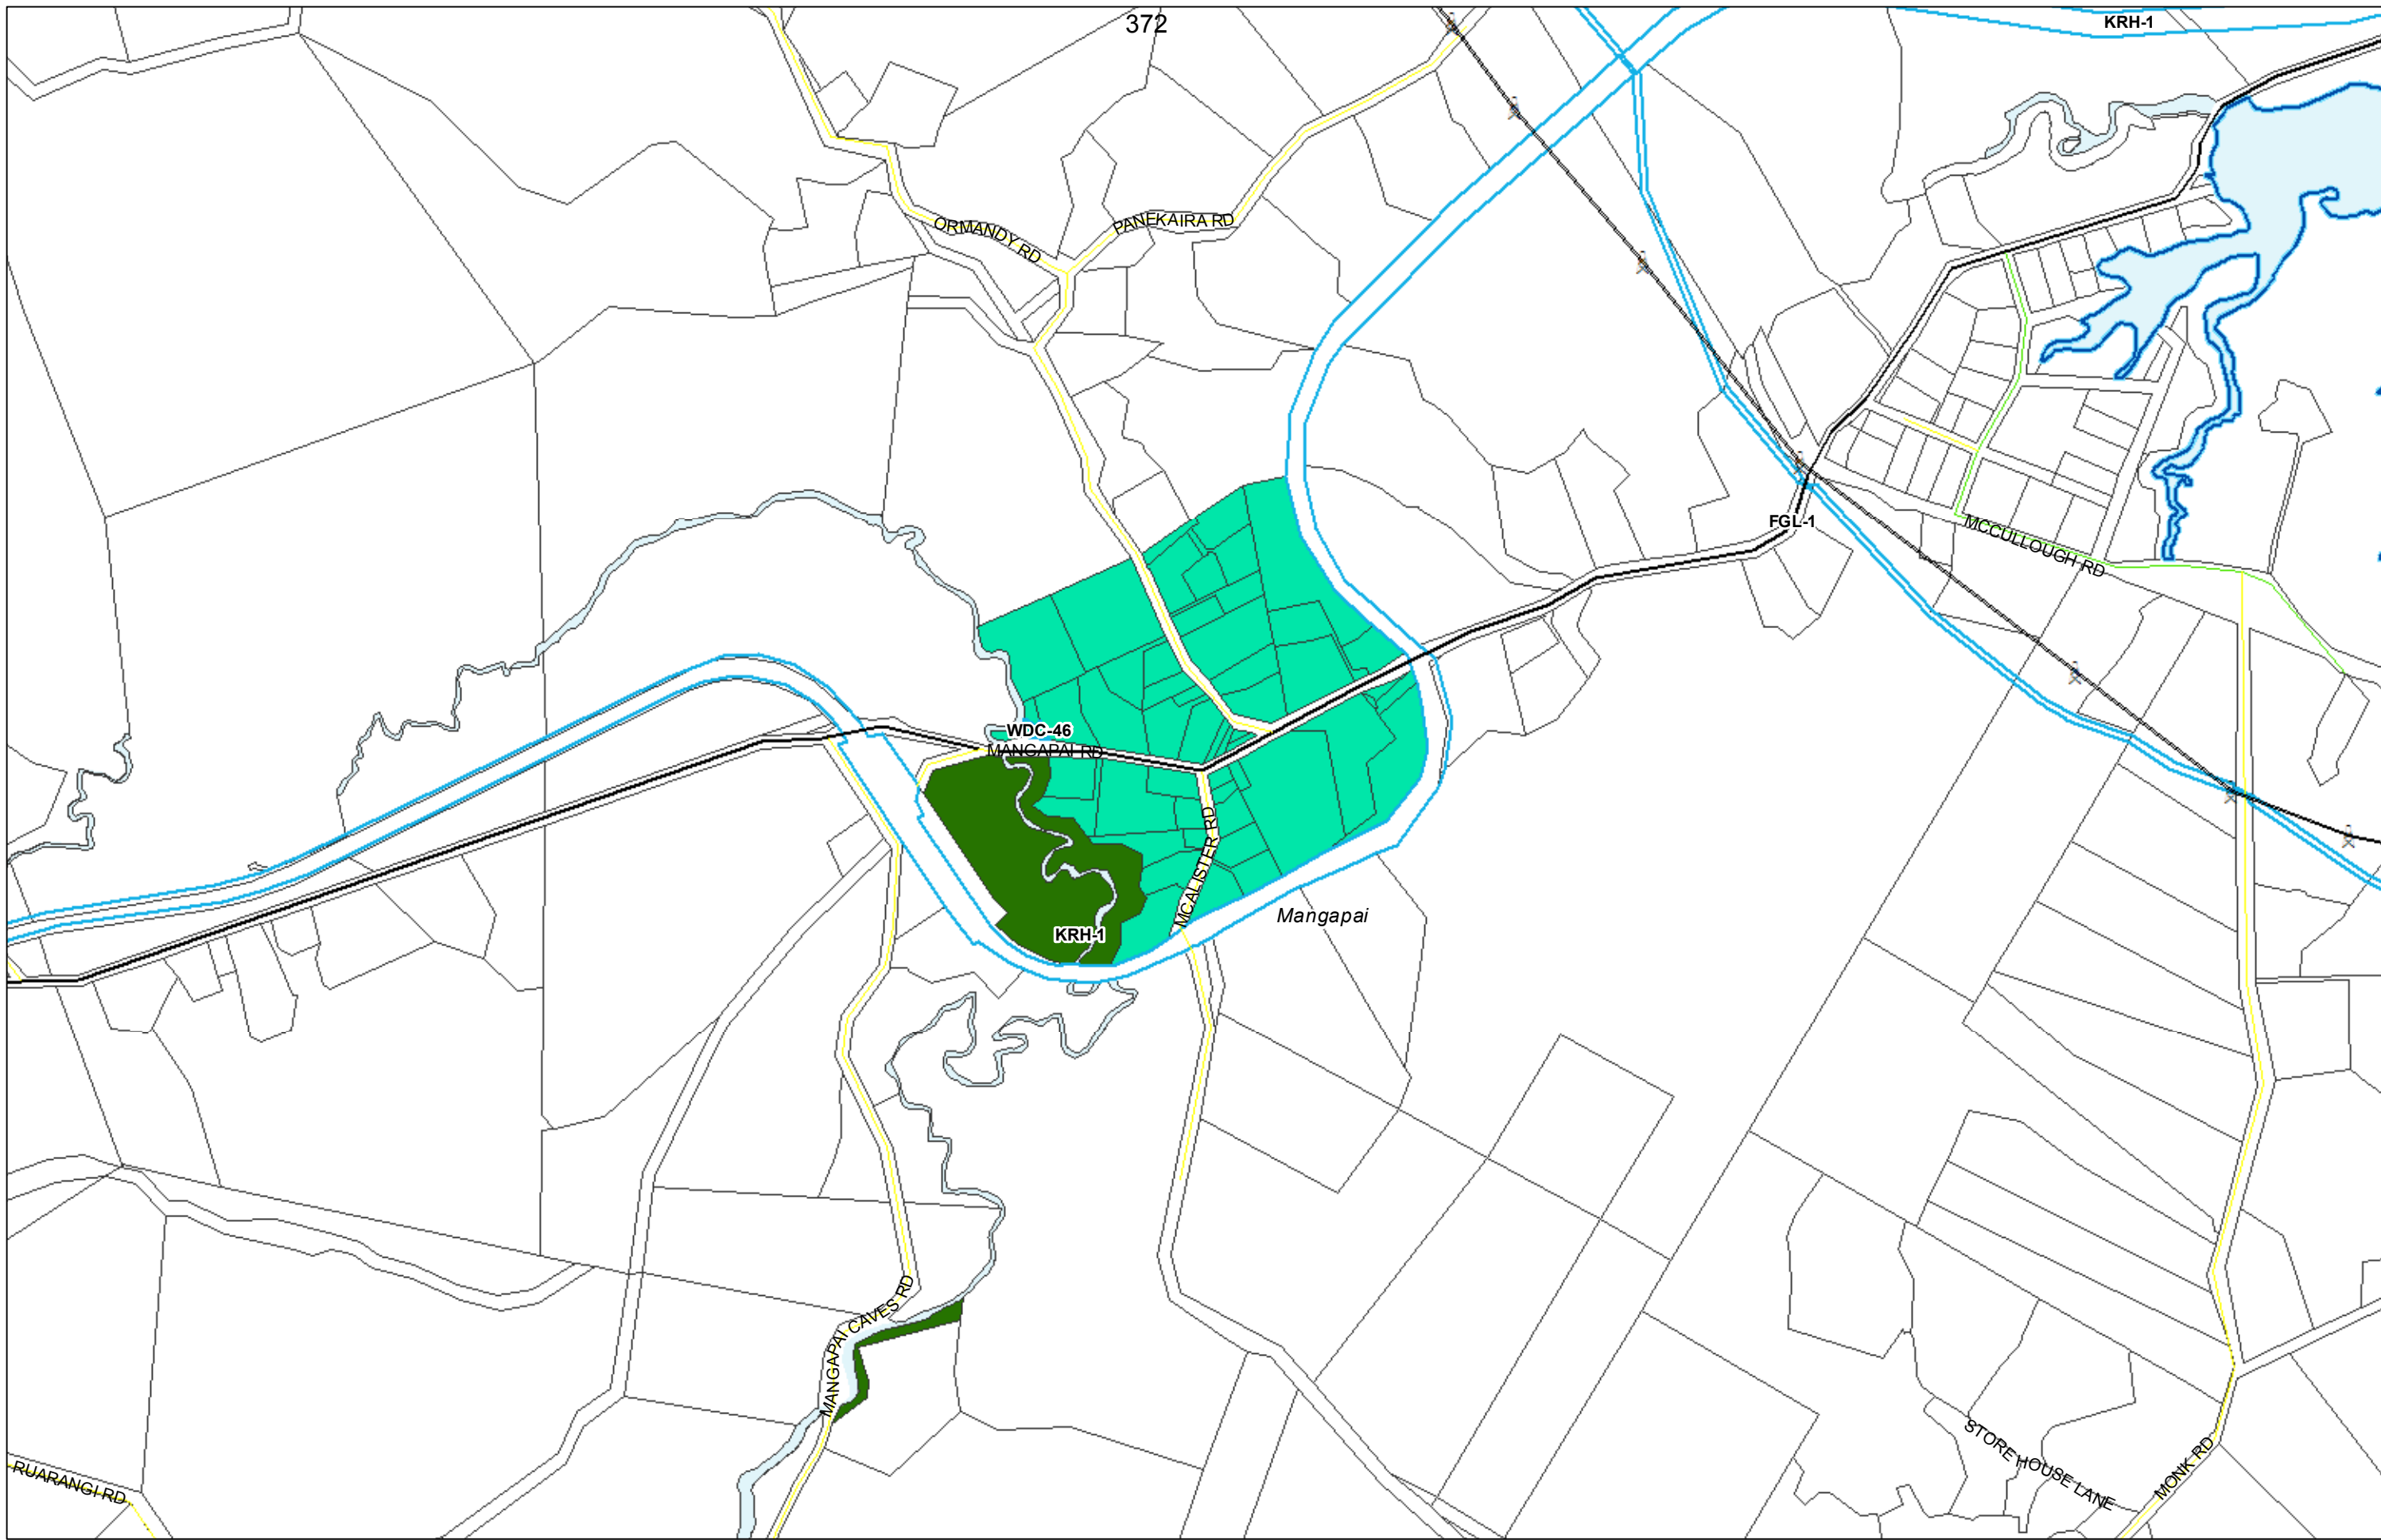 372
KRH-1
ORMANDY RD
PANEKAIRA RD
FGL-1
MCCULLOUGH RD
WDC-46
MANGAPAI RD
MCALISTER RD
Mangapai
KRH-1
MANGAPAI CAVES RD
RUARANGI RD
STORE HOUSE LANE
MONK RD